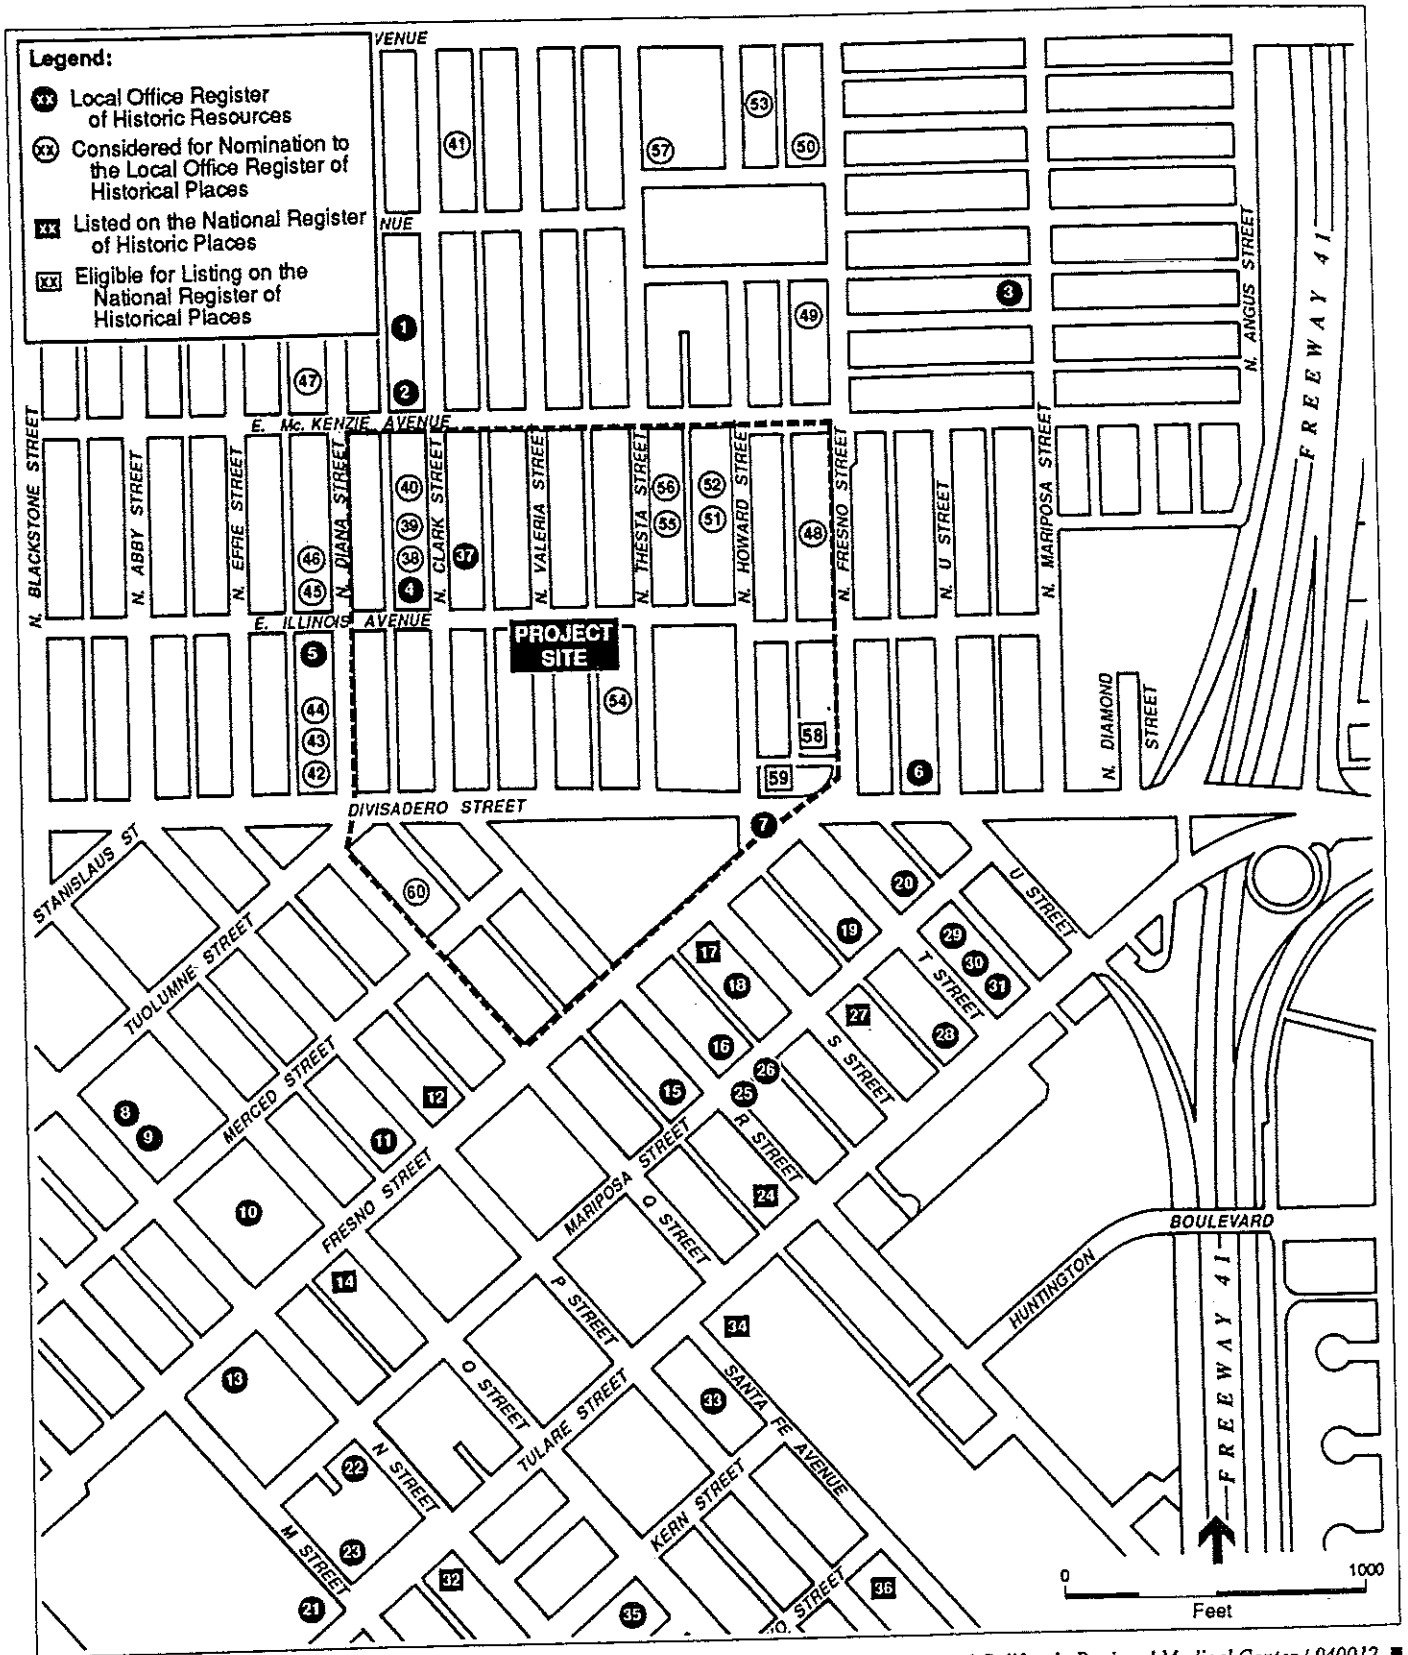 VENUE
Legend:
xx Local Office Register
of Historic Resources
xx Considered for Nomination to
the Local Office Register of
Historical Places
xx Listed on the National Register
of Historic Places
xx Eligible for Listing on the
National Register of
Historical Places
NUE
41
53
57
50
3
49
1
2
47
N. ANGUS STREET
FREEWAY 41
E. Mc. KENZIE AVENUE
N. BLACKSTONE STREET
N. ABBY STREET
N. EFFIE STREET
N. DIANA STREET
N. CLARK STREET
N. VALERIA STREET
N. THESTA STREET
N. HOWARD STREET
N. FRESNO STREET
N. U STREET
N. MARIPOSA STREET
40
39
38
4
37
56
55
52
51
48
46
45
E. ILLINOIS AVENUE
5
PROJECT
SITE
44
43
42
54
58
59
6
N. DIAMOND
STREET
DIVISADERO STREET
7
STANISLAUS ST
60
20
U STREET
19
29
30
31
17
18
T STREET
TUOLUMNE STREET
27
28
S STREET
16
26
25
15
12
MERCED STREET
8
9
11
R STREET
MARIPOSA STREET
24
Q STREET
10
FRESNO STREET
BOULEVARD
HUNTINGTON
14
P STREET
34
FREEWAY 41
13
O STREET
TULARE STREET
SANTA FE AVENUE
33
22
N STREET
KERN STREET
23
M STREET
32
21
35
36
O. STREET
0
1000
Feet
Medical Center / 940012